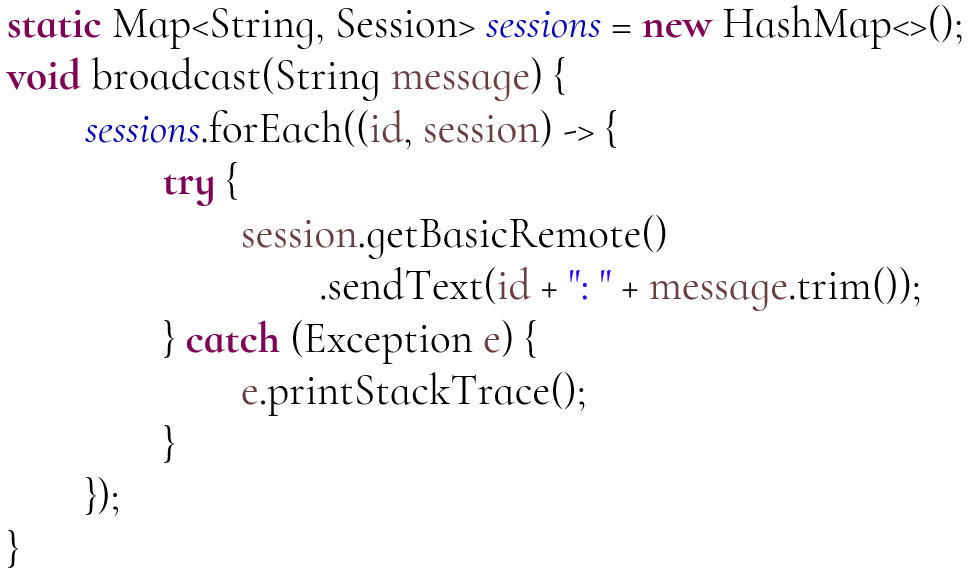 static Map<String, Session> sessions = new HashMap<>();
void broadcast(String message) {
sessions.forEach((id, session) -> {
try {
session.getBasicRemote()
.sendText(id + ": " + message.trim());
} catch (Exception e) {
e.printStackTrace();
}
});
}